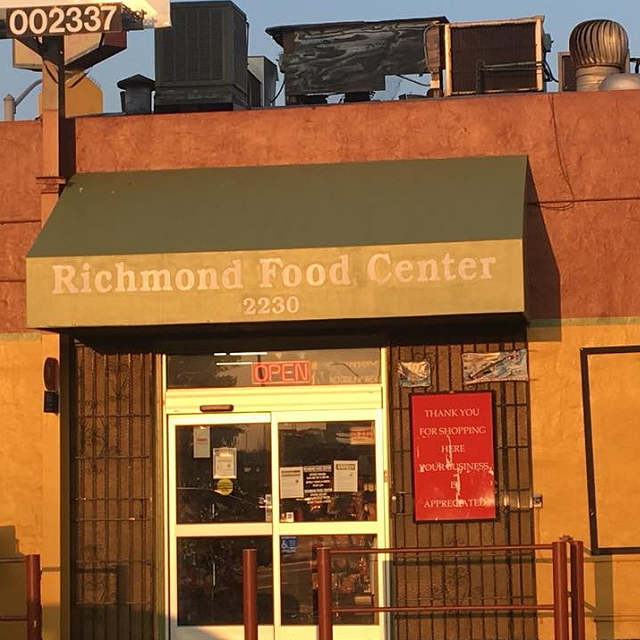 002337
Richmond Food Center
2230
OPEN
THANK YOU
FOR SHOPPING
HERE
YOUR BUSINESS
IS
APPRECIATED